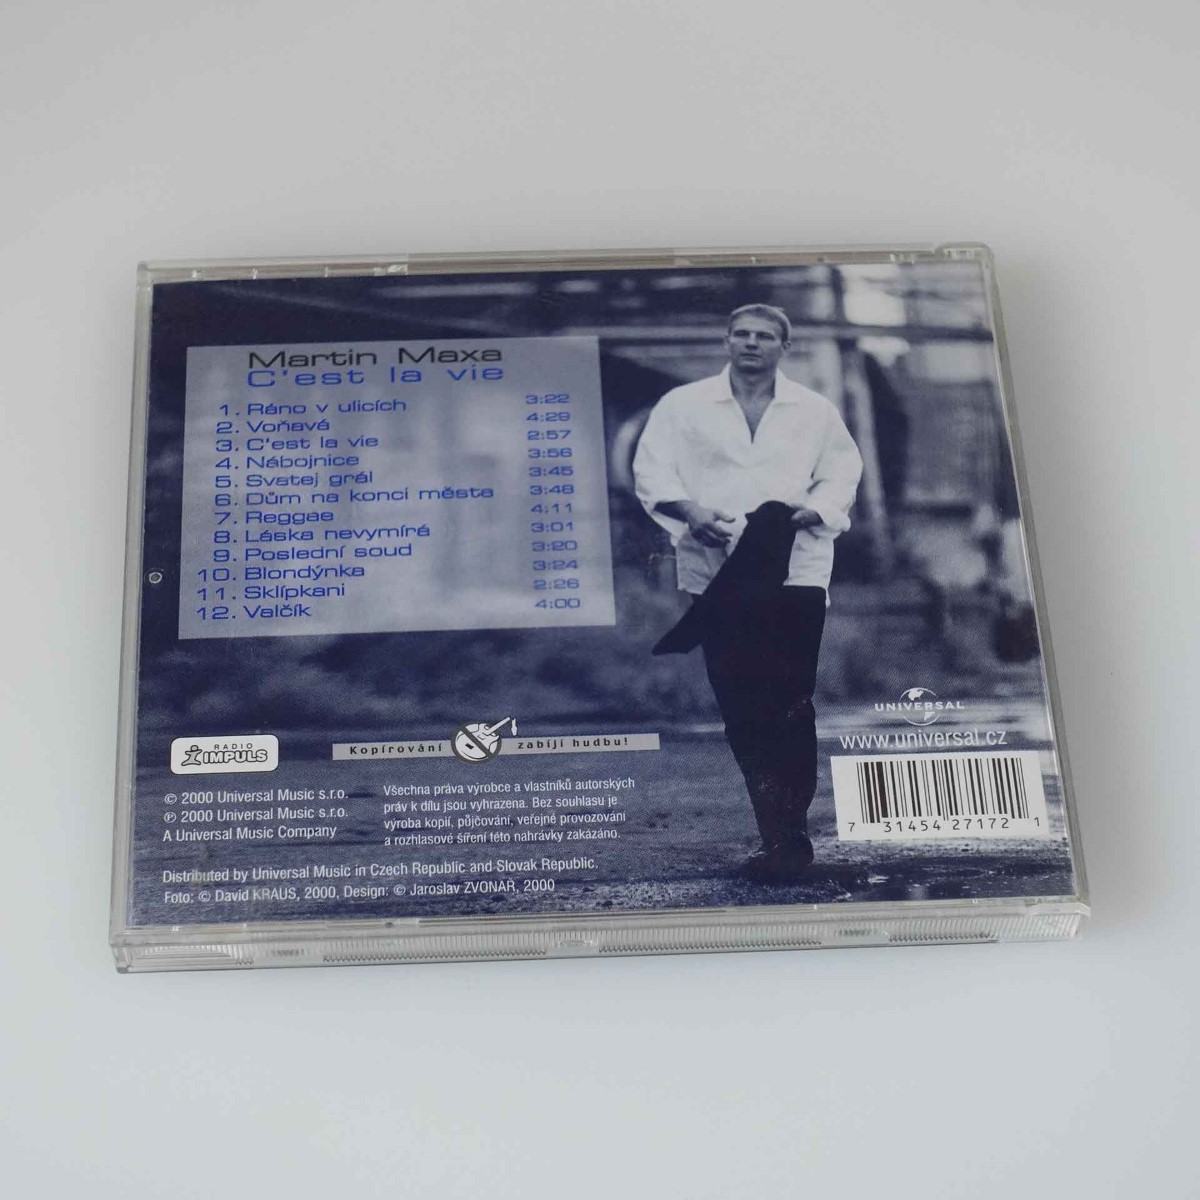 Martin Maxa
C'est la vie
1. Ráno v ulicích 3:22
2. Voňavá 4:29
3. C'est la vie 2:57
4. Nábojnice 3:56
5. Svatej grál 3:45
6. Dům na konci města 3:48
7. Reggae 4:11
8. Láska nevymírá 3:01
9. Poslední soud 3:20
10. Blondýnka 3:24
11. Sklípkani 2:26
12. Valčík 4:00
UNIVERSAL
www.universal.cz
RADIO
IMPULS
Kopírování zabíjí hudbu!
© 2000 Universal Music s.r.o.
℗ 2000 Universal Music s.r.o.
A Universal Music Company
Všechna práva výrobce a vlastníků autorských
práv k dílu jsou vyhrazena. Bez souhlasu je
výroba kopií, půjčování, veřejné provozování
a rozhlasové šíření této nahrávky zakázáno.
7 31454 27172 1
Distributed by Universal Music in Czech Republic and Slovak Republic.
Foto: © David KRAUS, 2000, Design: © Jaroslav ZVONAŘ, 2000